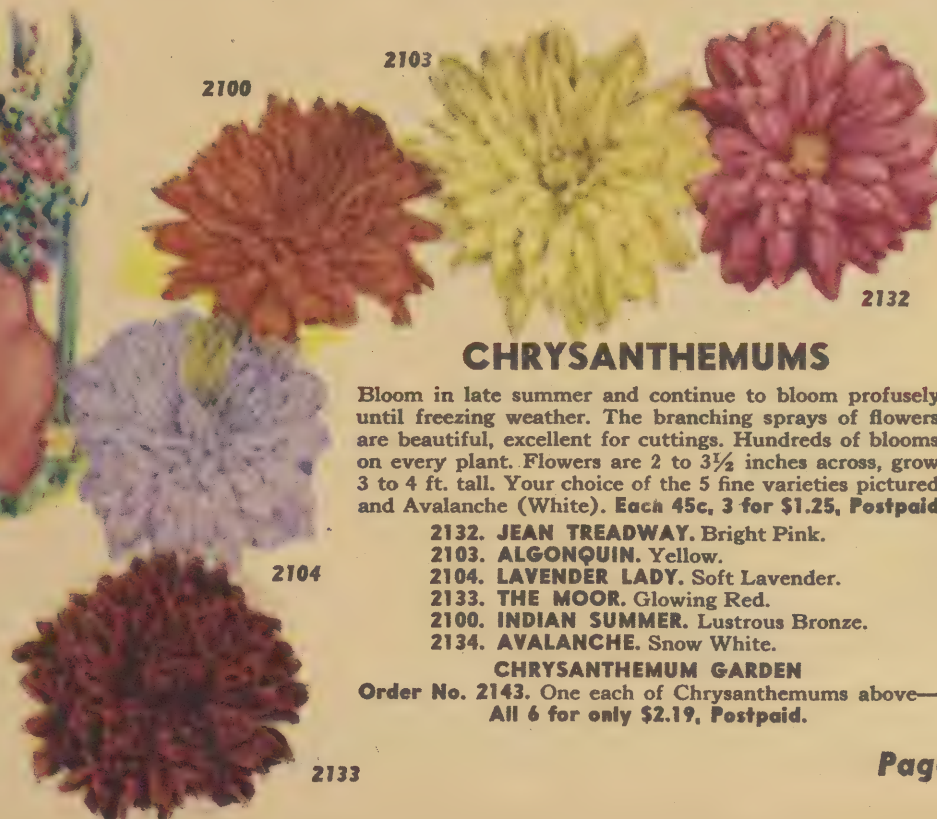 2103
2100
2132
CHRYSANTHEMUMS
Bloom in late summer and continue to bloom profusely
until freezing weather. The branching sprays of flowers
are beautiful, excellent for cuttings. Hundreds of blooms
on every plant. Flowers are 2 to 3½ inches across, grow
3 to 4 ft. tall. Your choice of the 5 fine varieties pictured
and Avalanche (White). Each 45c, 3 for $1.25, Postpaid
2132. JEAN TREADWAY. Bright Pink.
2103. ALGONQUIN. Yellow.
2104. LAVENDER LADY. Soft Lavender.
2133. THE MOOR. Glowing Red.
2100. INDIAN SUMMER. Lustrous Bronze.
2134. AVALANCHE. Snow White.
CHRYSANTHEMUM GARDEN
Order No. 2143. One each of Chrysanthemums above—
All 6 for only $2.19, Postpaid.
2104
2133